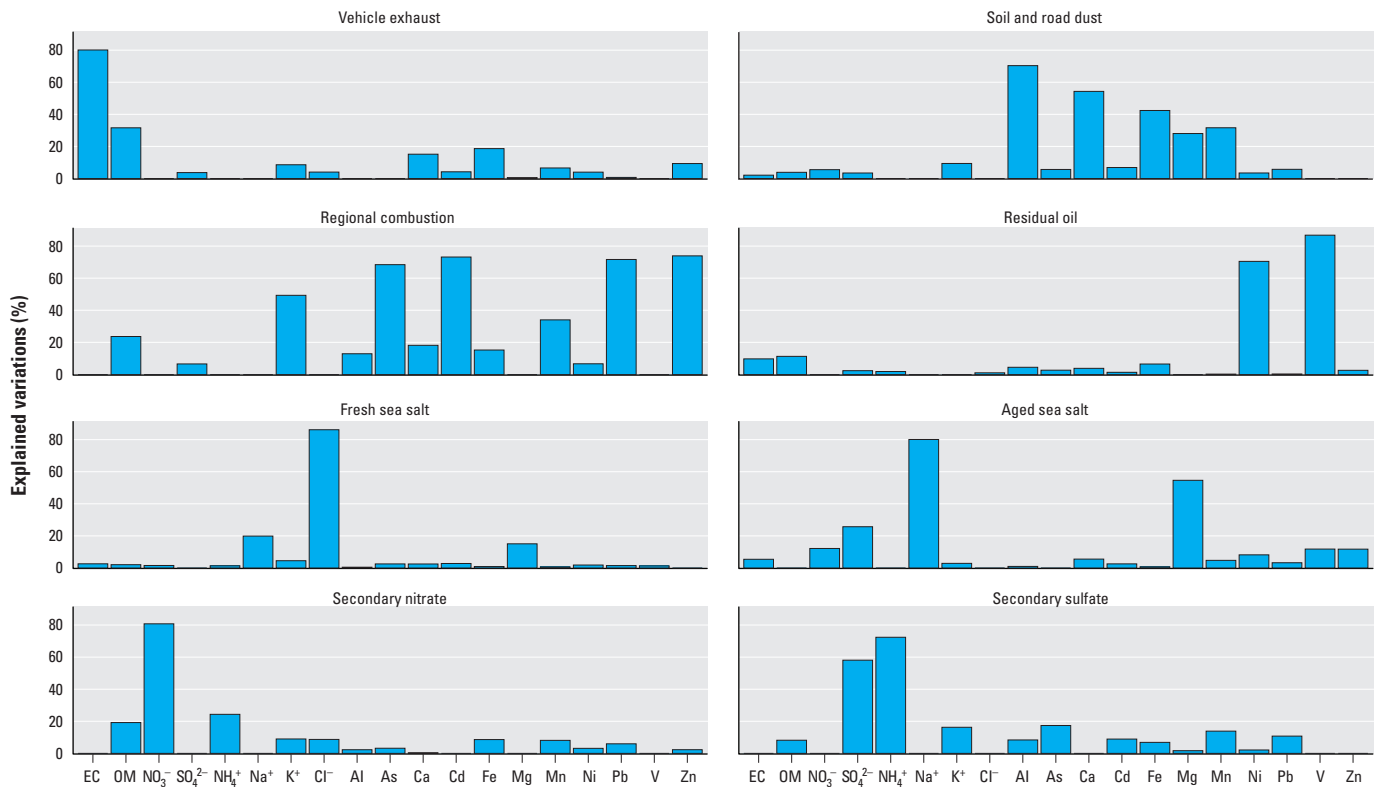 Vehicle exhaust
Soil and road dust
80
60
40
20
0
Regional combustion
Residual oil
80
60
40
20
0
Fresh sea salt
Aged sea salt
80
60
40
20
0
Secondary nitrate
Secondary sulfate
80
60
40
20
0
Explained variations (%)
EC OM NO₃⁻ SO₄²⁻ NH₄⁺ Na⁺ K⁺ Cl⁻ Al As Ca Cd Fe Mg Mn Ni Pb V Zn
EC OM NO₃⁻ SO₄²⁻ NH₄⁺ Na⁺ K⁺ Cl⁻ Al As Ca Cd Fe Mg Mn Ni Pb V Zn